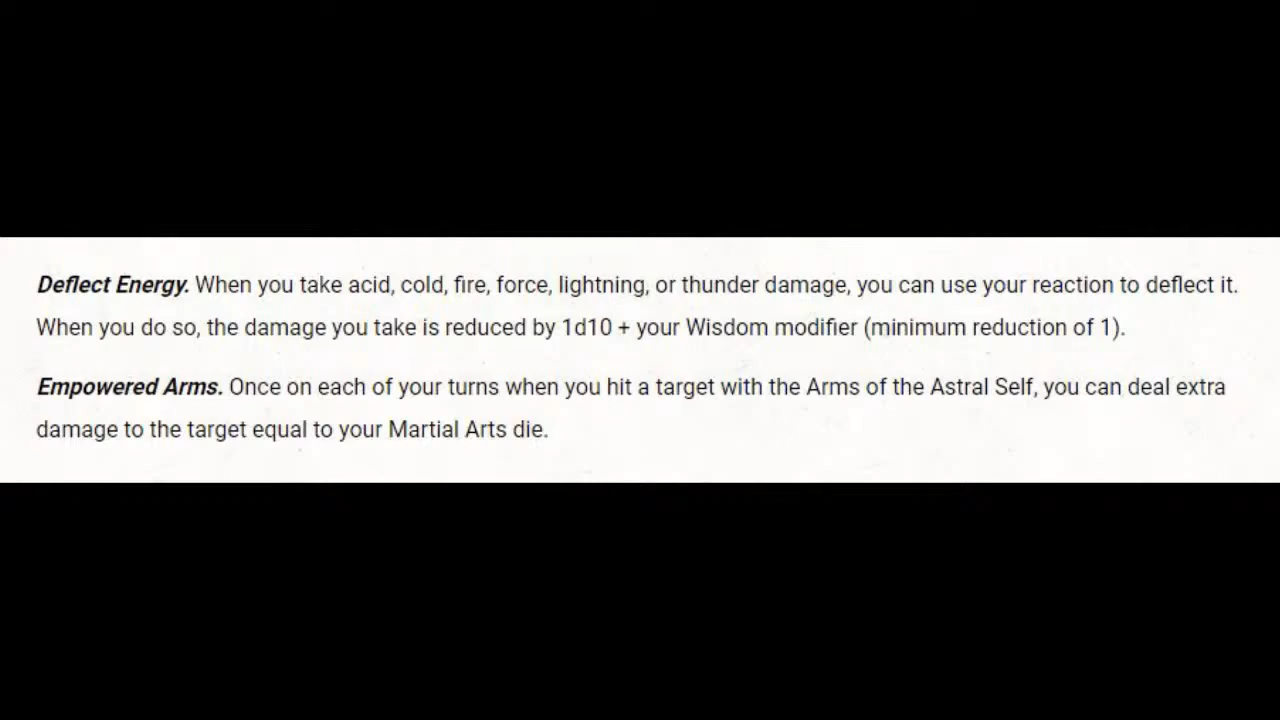 Deflect Energy. When you take acid, cold, fire, force, lightning, or thunder damage, you can use your reaction to deflect it.
When you do so, the damage you take is reduced by 1d10 + your Wisdom modifier (minimum reduction of 1).
Empowered Arms. Once on each of your turns when you hit a target with the Arms of the Astral Self, you can deal extra
damage to the target equal to your Martial Arts die.